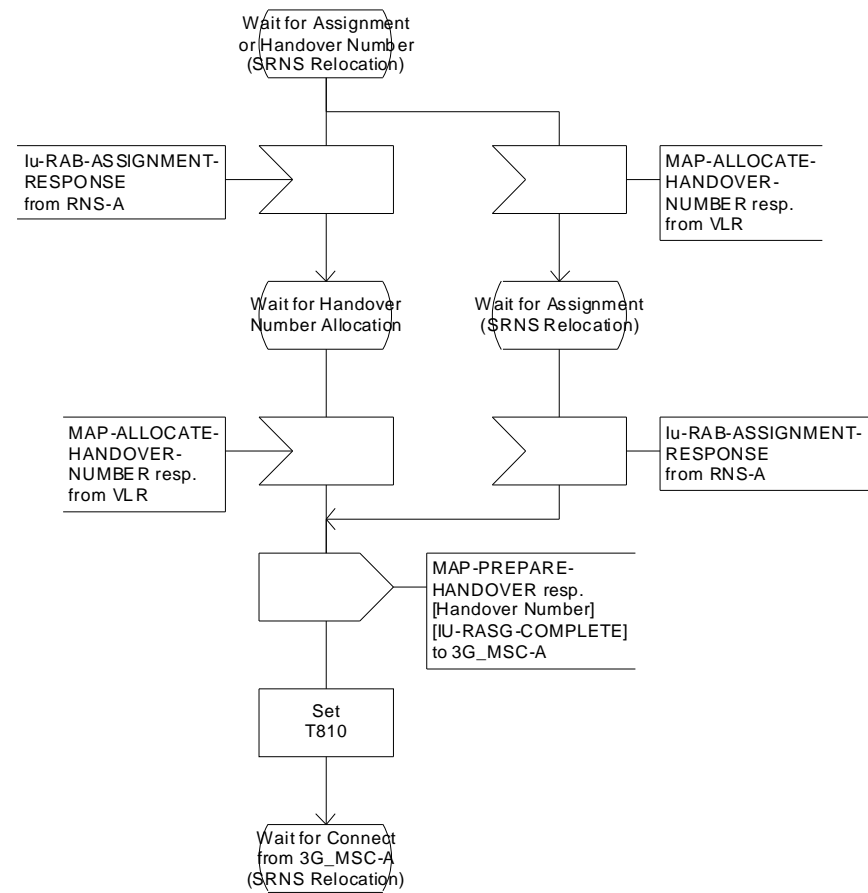 Wait for Assignment
or Handover Number
(SRNS Relocation)
Iu-RAB-ASSIGNMENT-
RESPONSE
from RNS-A
MAP-ALLOCATE-
HANDOVER-
NUMBER resp.
from VLR
Wait for Handover
Number Allocation
Wait for Assignment
(SRNS Relocation)
MAP-ALLOCATE-
HANDOVER-
NUMBER resp.
from VLR
Iu-RAB-ASSIGNMENT-
RESPONSE
from RNS-A
MAP-PREPARE-
HANDOVER resp.
[Handover Number]
[IU-RASG-COMPLETE]
to 3G_MSC-A
Set
T810
Wait for Connect
from 3G_MSC-A
(SRNS Relocation)